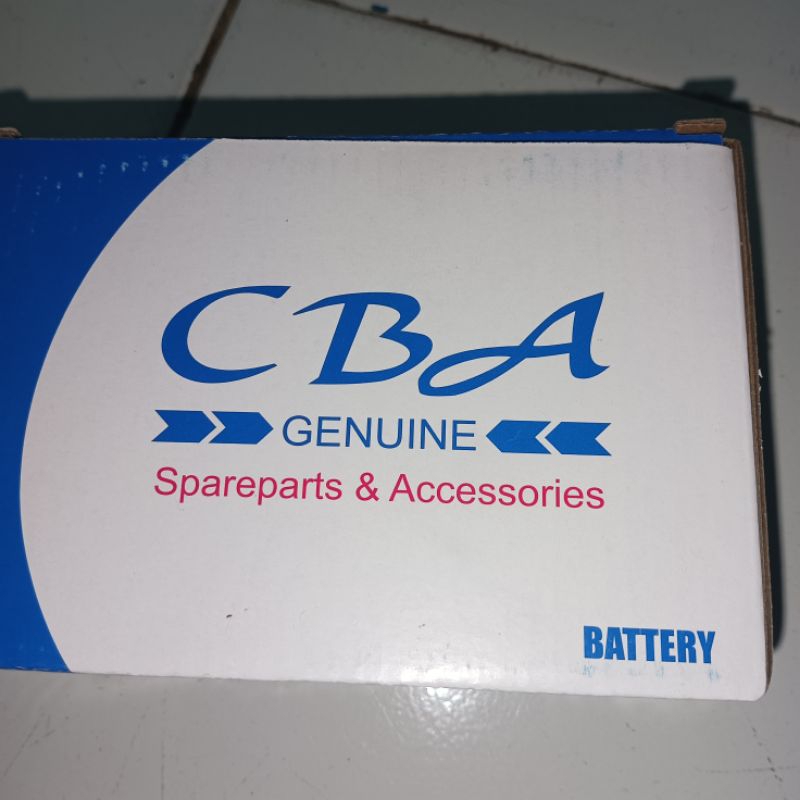 CBA
GENUINE
Spareparts & Accessories
BATTERY